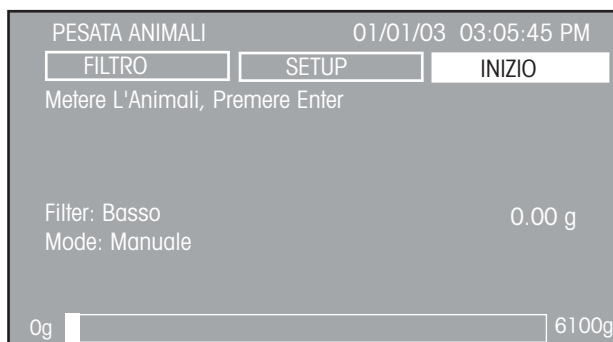 PESATA ANIMALI 01/01/03 03:05:45 PM
FILTRO SETUP INIZIO
Metere L'Animali, Premere Enter
Filter: Basso 0.00 g
Mode: Manuale
0g 6100g